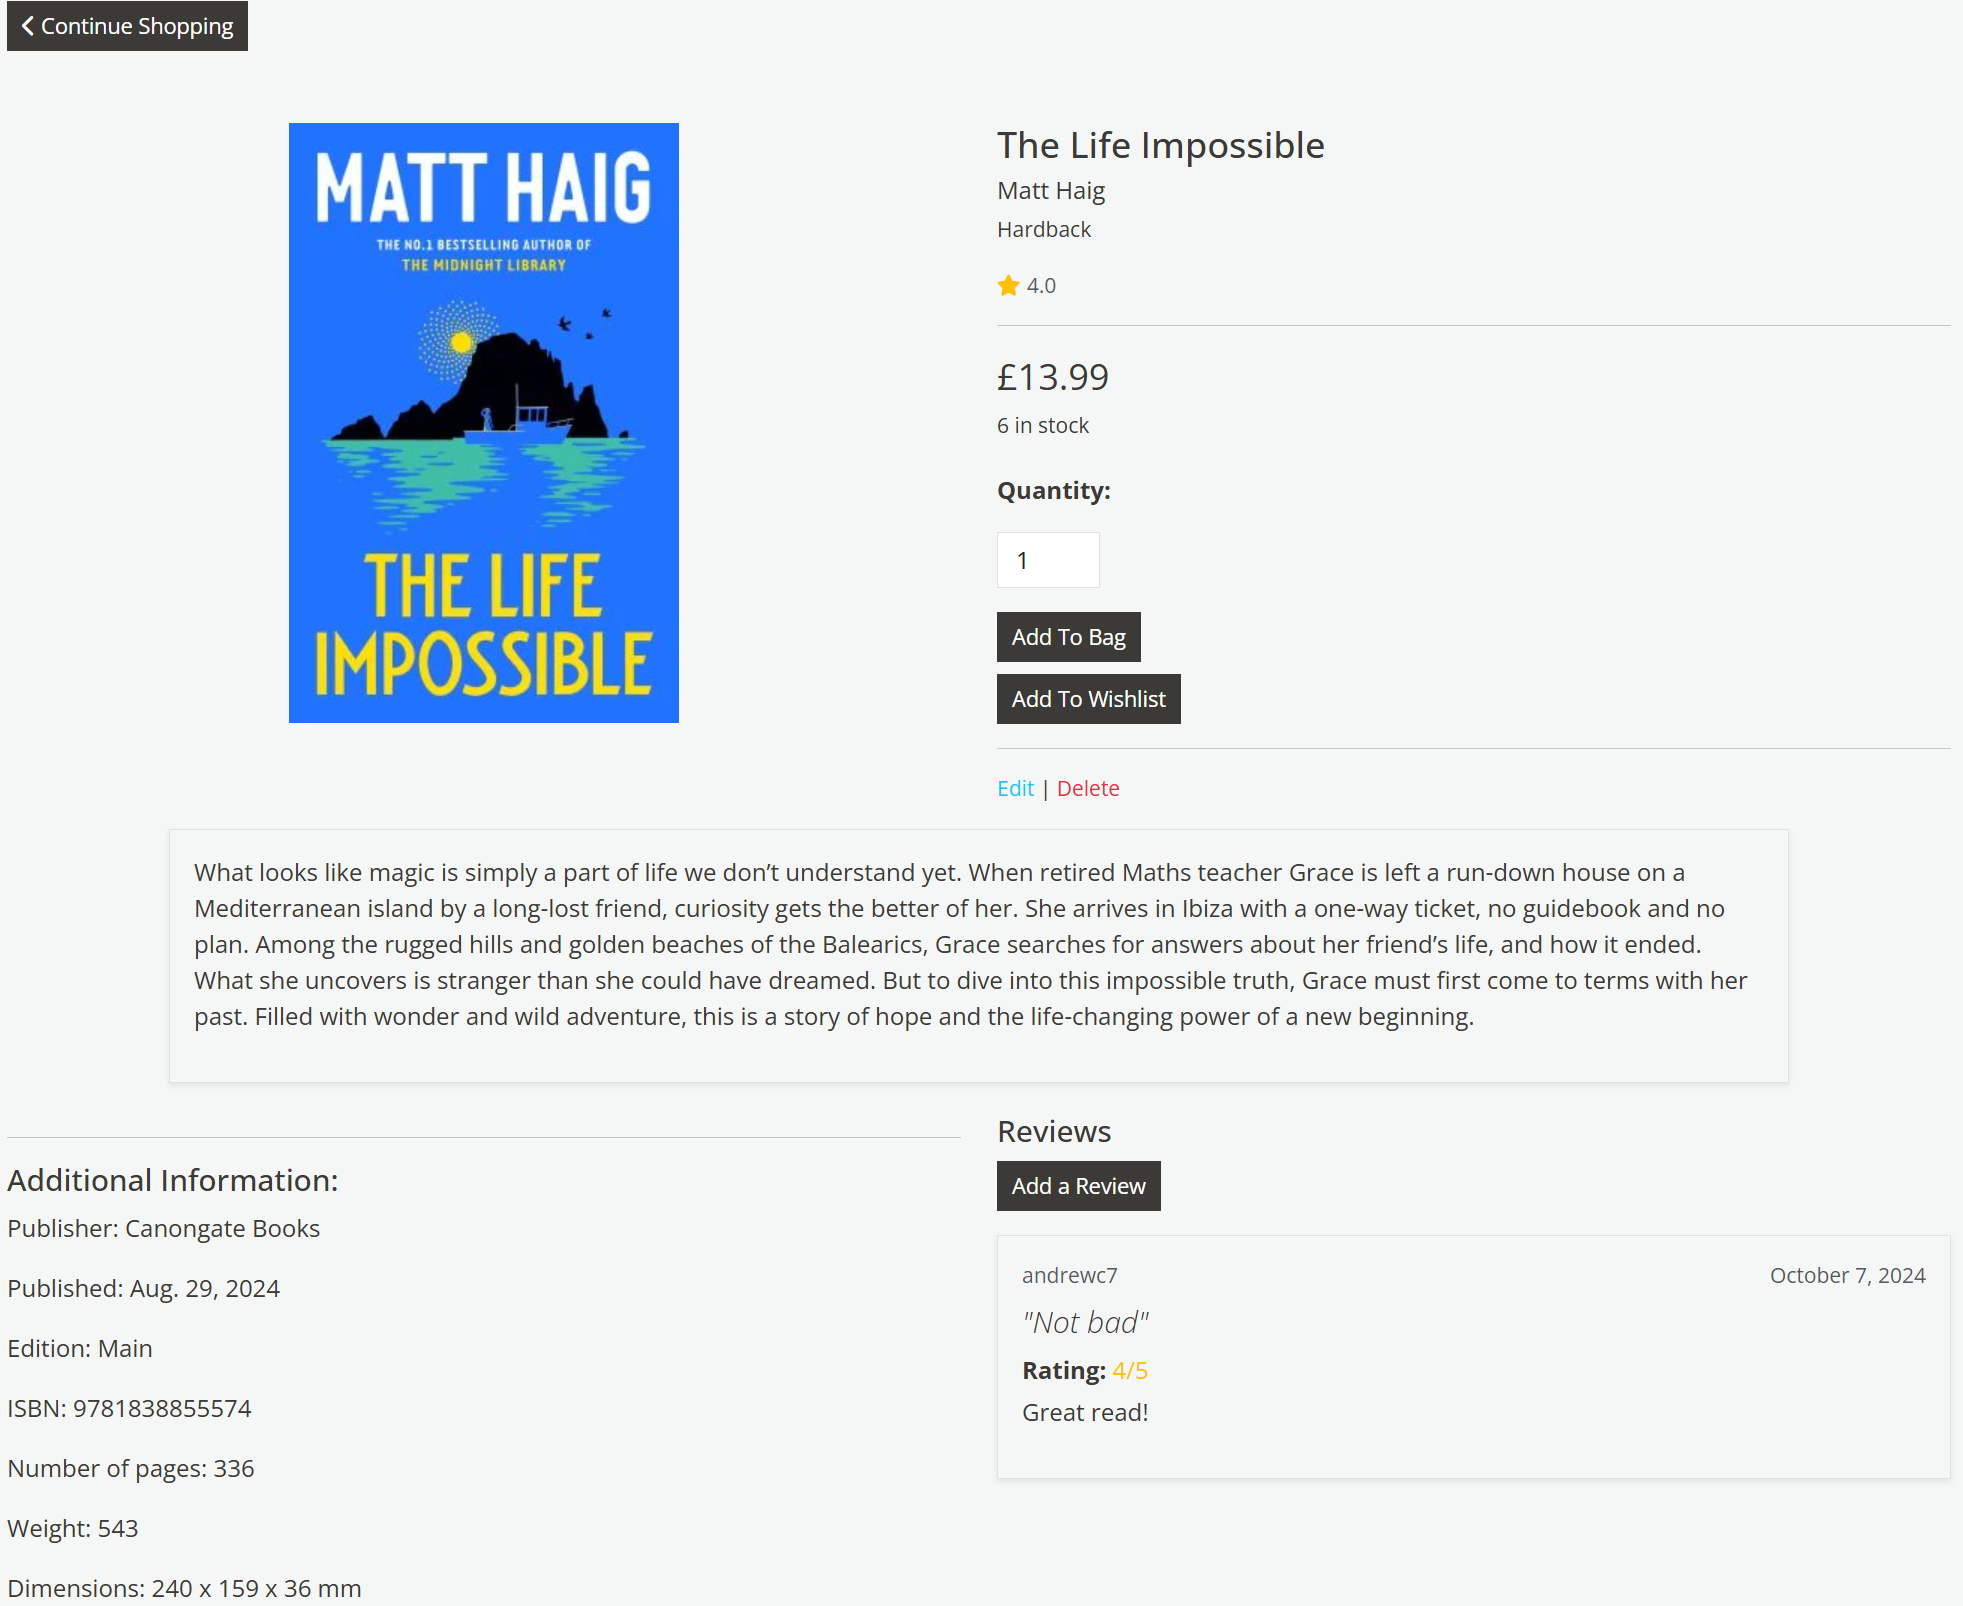 Continue Shopping
MATT HAIG
THE NO.1 BESTSELLING AUTHOR OF
THE MIDNIGHT LIBRARY
THE LIFE
IMPOSSIBLE
The Life Impossible
Matt Haig
Hardback
4.0
£13.99
6 in stock
Quantity:
1
Add To Bag
Add To Wishlist
Edit | Delete
What looks like magic is simply a part of life we don’t understand yet. When retired Maths teacher Grace is left a run-down house on a
Mediterranean island by a long-lost friend, curiosity gets the better of her. She arrives in Ibiza with a one-way ticket, no guidebook and no
plan. Among the rugged hills and golden beaches of the Balearics, Grace searches for answers about her friend’s life, and how it ended.
What she uncovers is stranger than she could have dreamed. But to dive into this impossible truth, Grace must first come to terms with her
past. Filled with wonder and wild adventure, this is a story of hope and the life-changing power of a new beginning.
Additional Information:
Publisher: Canongate Books
Published: Aug. 29, 2024
Edition: Main
ISBN: 9781838855574
Number of pages: 336
Weight: 543
Dimensions: 240 x 159 x 36 mm
Reviews
Add a Review
andrewc7 October 7, 2024
"Not bad"
Rating: 4/5
Great read!